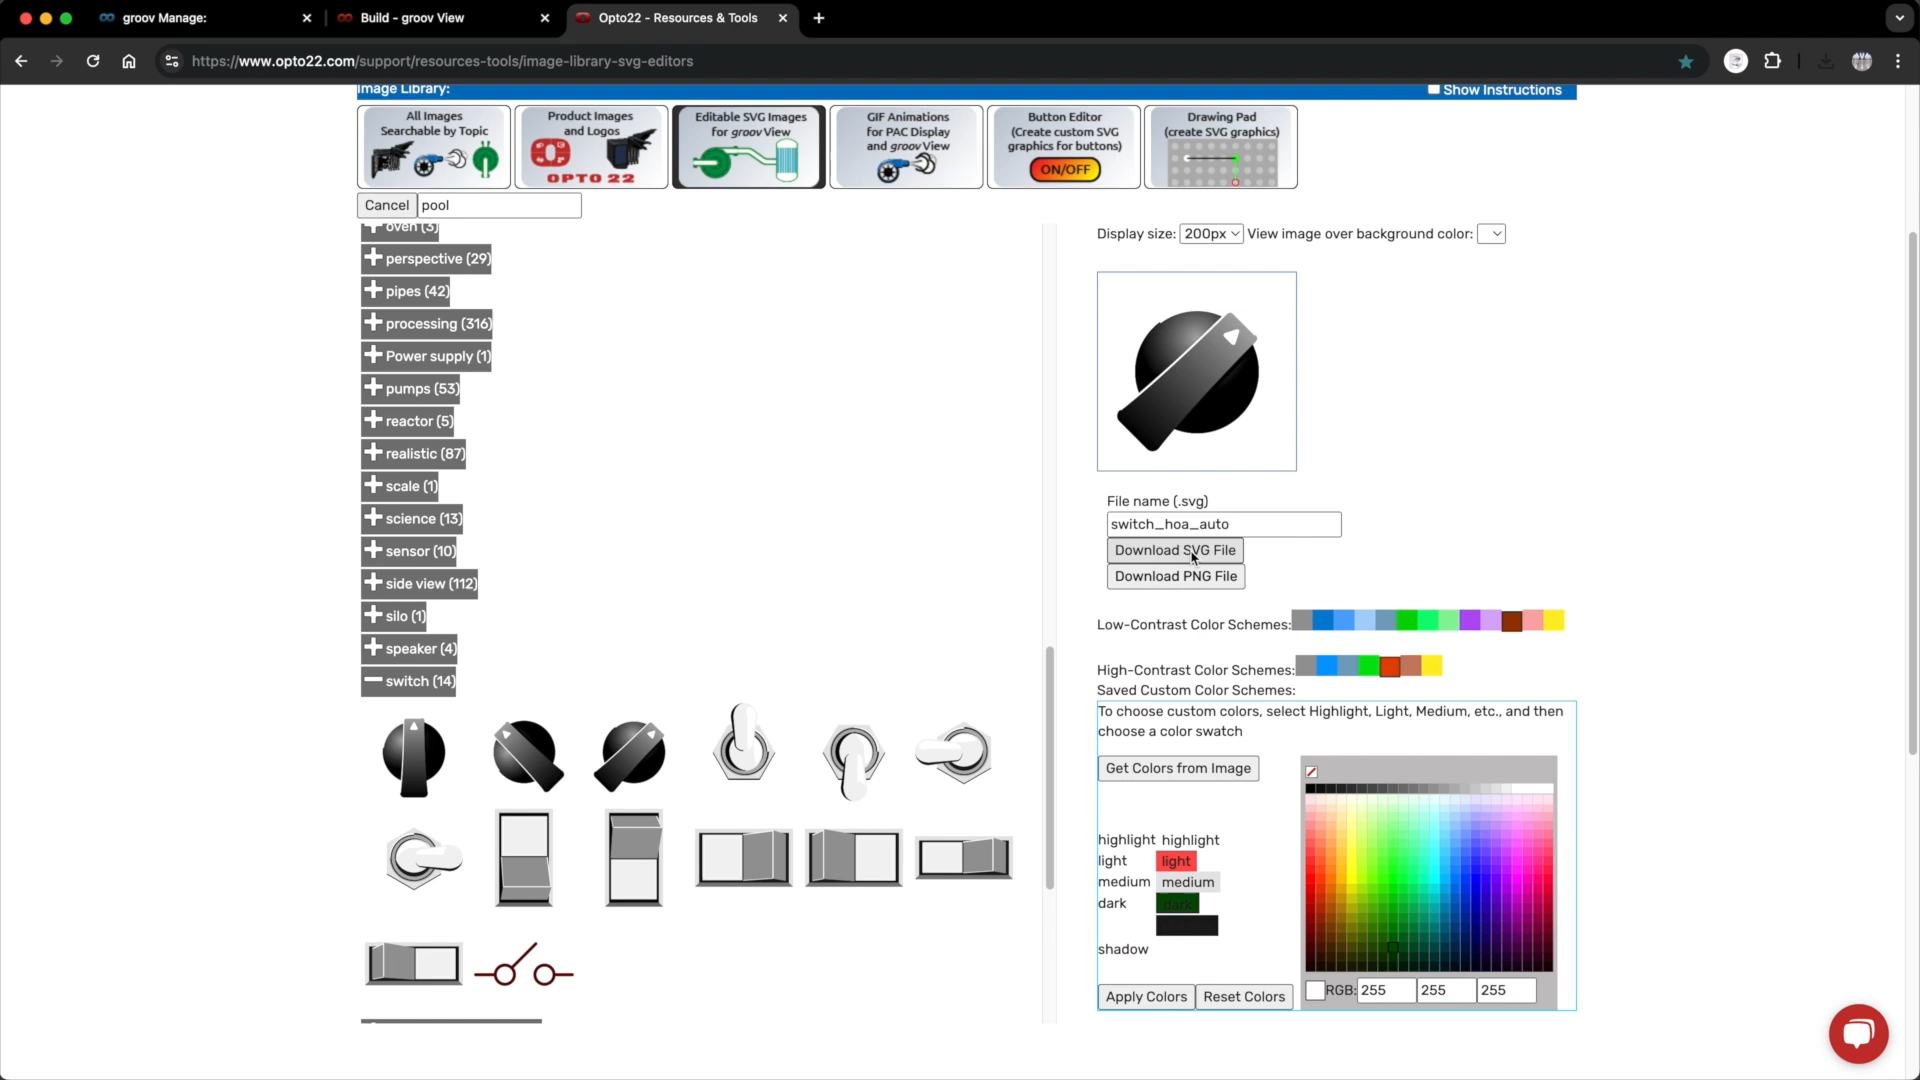 groov Manage:
Build - groov View
Opto22 - Resources & Tools
https://www.opto22.com/support/resources-tools/image-library-svg-editors
Image Library:
Show Instructions
All Images
Searchable by Topic
Product Images
and Logos
OPTO 22
Editable SVG Images
for groov View
GIF Animations
for PAC Display
and groov View
Button Editor
(Create custom SVG
graphics for buttons)
ON/OFF
Drawing Pad
(create SVG graphics)
Cancel
pool
oven (3)
perspective (29)
pipes (42)
processing (316)
Power supply (1)
pumps (53)
reactor (5)
realistic (87)
scale (1)
science (13)
sensor (10)
side view (112)
silo (1)
speaker (4)
switch (14)
Display size: 200px View image over background color:
File name (.svg)
switch_hoa_auto
Download SVG File
Download PNG File
Low-Contrast Color Schemes:
High-Contrast Color Schemes:
Saved Custom Color Schemes:
To choose custom colors, select Highlight, Light, Medium, etc., and then
choose a color swatch
Get Colors from Image
highlight highlight
light light
medium medium
dark dark
shadow
Apply Colors Reset Colors
RGB: 255 255 255